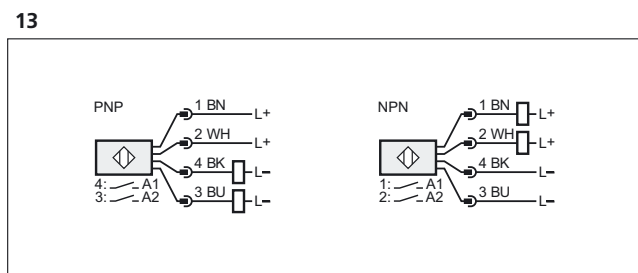 13
PNP
1 BN L+
2 WH L+
4 BK L-
3 BU L-
4: A1
3: A2
NPN
1 BN L+
2 WH L+
4 BK L-
3 BU L-
1: A1
2: A2